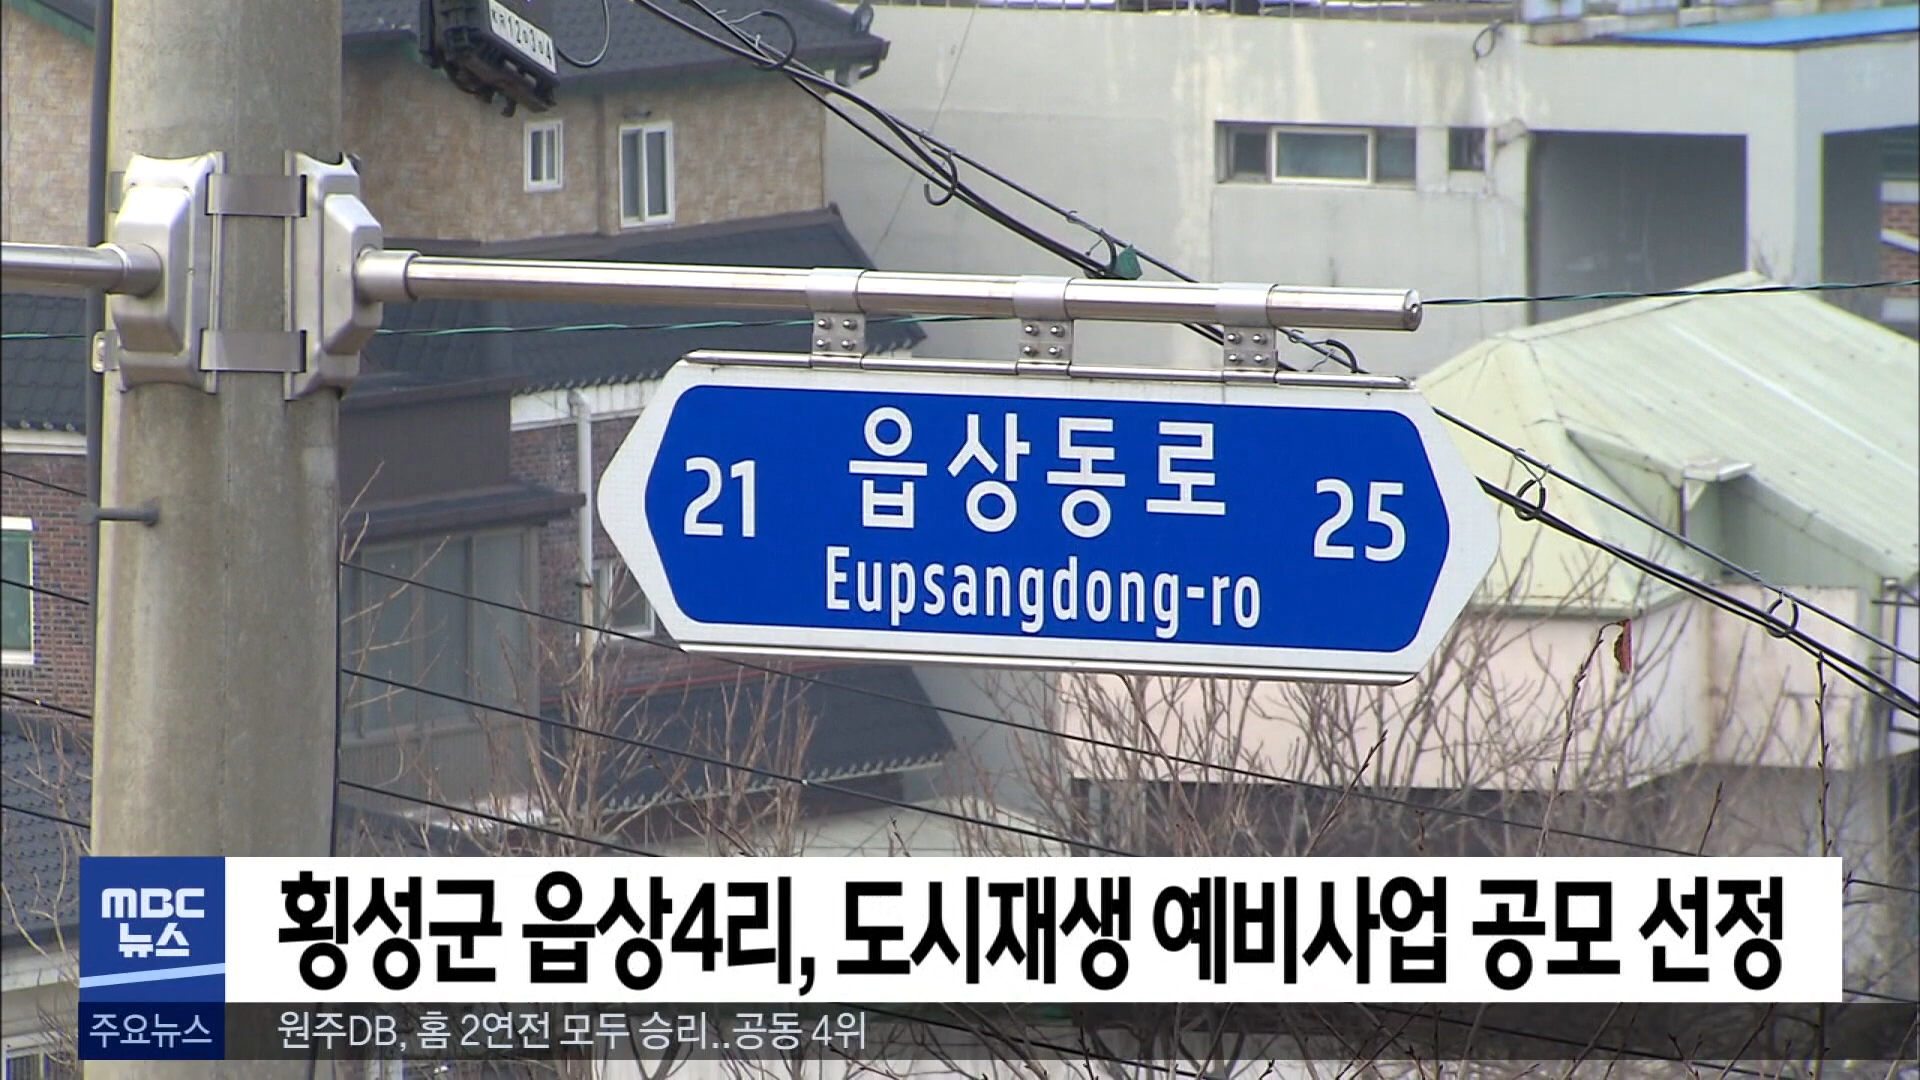 KR1234
읍상동로
21
25
Eupsangdong-ro
MBC
뉴스
횡성군 읍상4리, 도시재생 예비사업 공모 선정
주요뉴스
원주DB, 홈 2연전 모두 승리..공동 4위